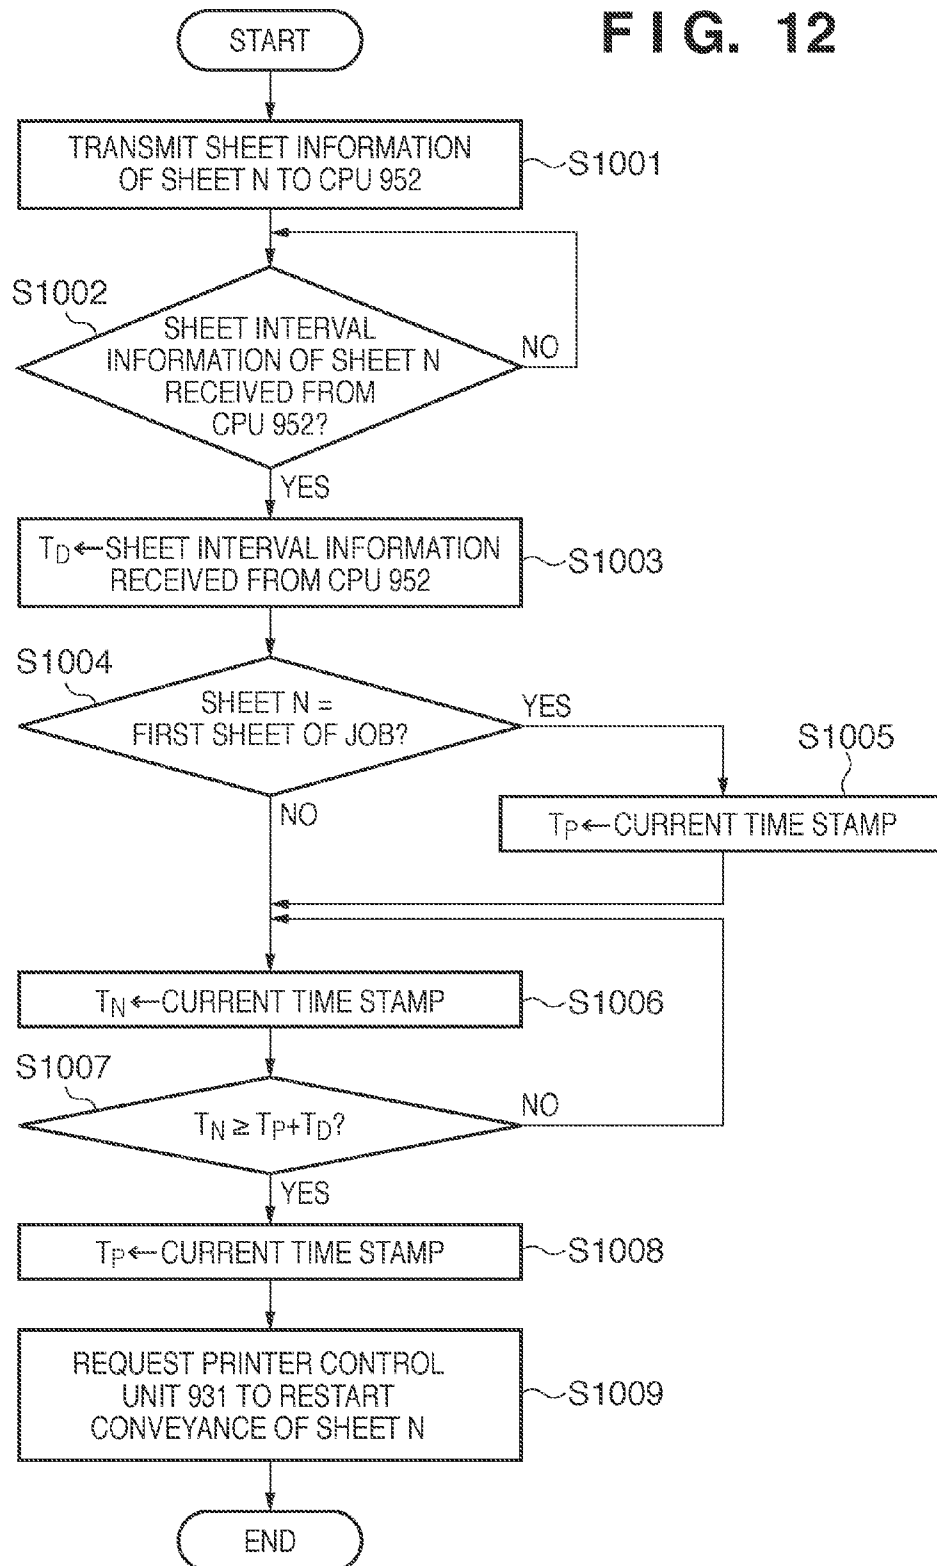 FIG. 12
START
TRANSMIT SHEET INFORMATION
OF SHEET N TO CPU 952
S1001
S1002
SHEET INTERVAL
INFORMATION OF SHEET N
RECEIVED FROM
CPU 952?
NO
YES
TD←SHEET INTERVAL INFORMATION
RECEIVED FROM CPU 952
S1003
S1004
SHEET N =
FIRST SHEET OF JOB?
YES
NO
S1005
TP←CURRENT TIME STAMP
TN←CURRENT TIME STAMP
S1006
S1007
TN ≥ TP+TD?
NO
YES
TP←CURRENT TIME STAMP
S1008
REQUEST PRINTER CONTROL
UNIT 931 TO RESTART
CONVEYANCE OF SHEET N
S1009
END